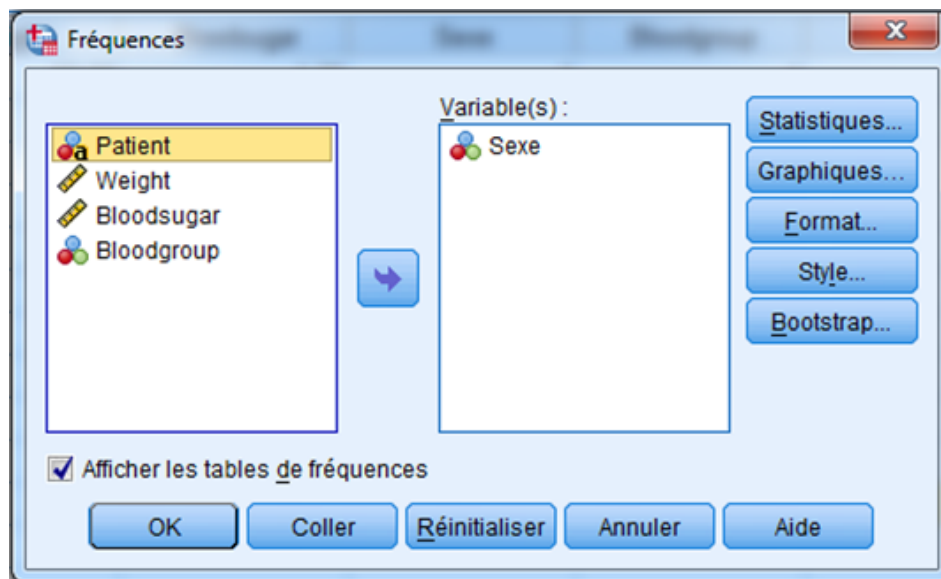 Fréquences
Variable(s) :
Patient
Weight
Bloodsugar
Bloodgroup
Sexe
Statistiques...
Graphiques...
Format...
Style...
Bootstrap...
Afficher les tables de fréquences
OK
Coller
Réinitialiser
Annuler
Aide